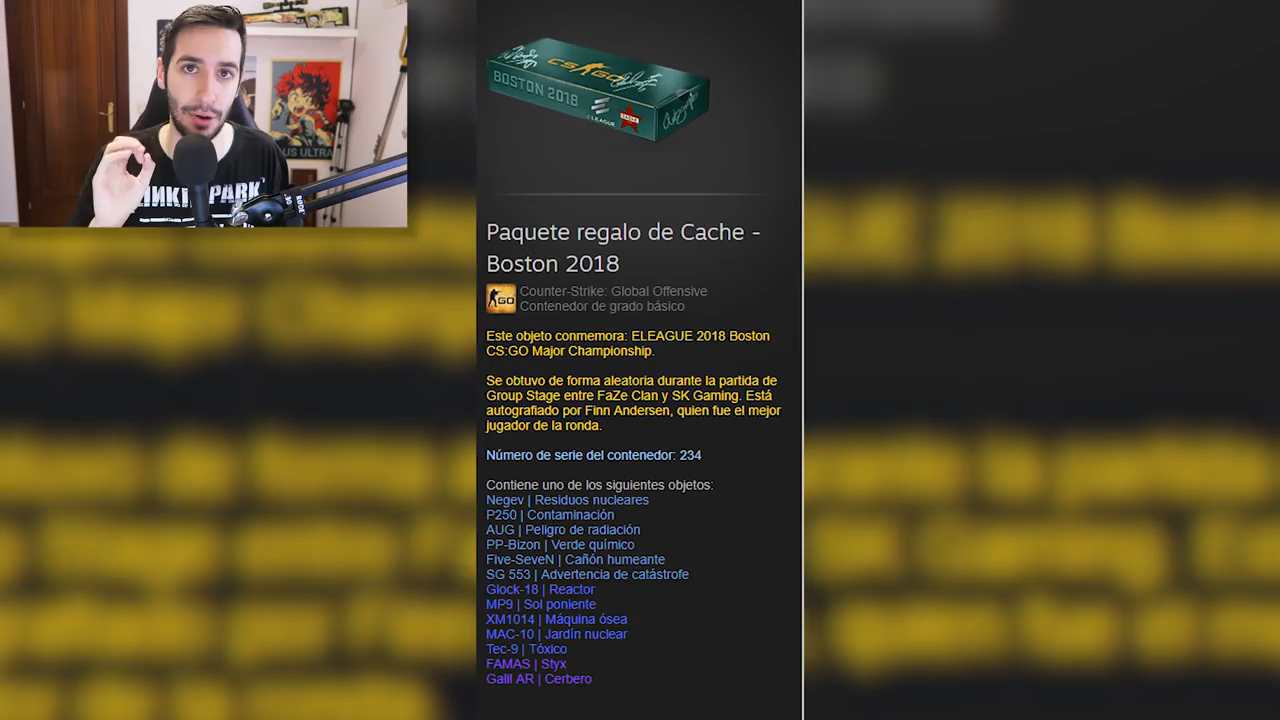 US ULTRA
LINKIN PARK
RODE
CS GO
BOSTON 2018
ELEAGUE
CACHE
Paquete regalo de Cache -
Boston 2018
GO
Counter-Strike: Global Offensive
Contenedor de grado básico
Este objeto conmemora: ELEAGUE 2018 Boston
CS:GO Major Championship.
Se obtuvo de forma aleatoria durante la partida de
Group Stage entre FaZe Clan y SK Gaming. Está
autografiado por Finn Andersen, quien fue el mejor
jugador de la ronda.
Número de serie del contenedor: 234
Contiene uno de los siguientes objetos:
Negev | Residuos nucleares
P250 | Contaminación
AUG | Peligro de radiación
PP-Bizon | Verde químico
Five-SeveN | Cañón humeante
SG 553 | Advertencia de catástrofe
Glock-18 | Reactor
MP9 | Sol poniente
XM1014 | Máquina ósea
MAC-10 | Jardín nuclear
Tec-9 | Tóxico
FAMAS | Styx
Galil AR | Cerbero